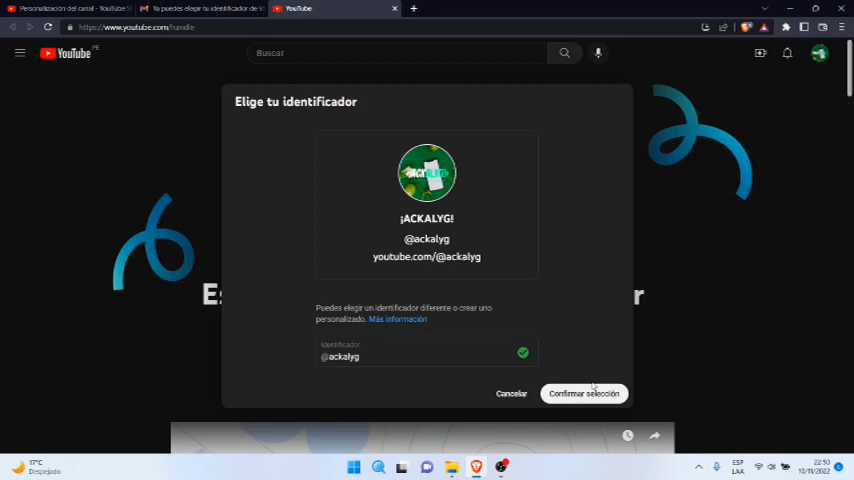 Personalización del canal - YouTube S
Ya puedes elegir tu identificador de Y
YouTube
https://www.youtube.com/handle
YouTube PE
Buscar
Elige tu identificador
¡ACKALYG!
@ackalyg
youtube.com/@ackalyg
Puedes elegir un identificador diferente o crear uno
personalizado. Más información
Identificador
@ackalyg
Cancelar
Confirmar selección
17°C
Despejado
ESP
LAA
22:50
10/11/2022